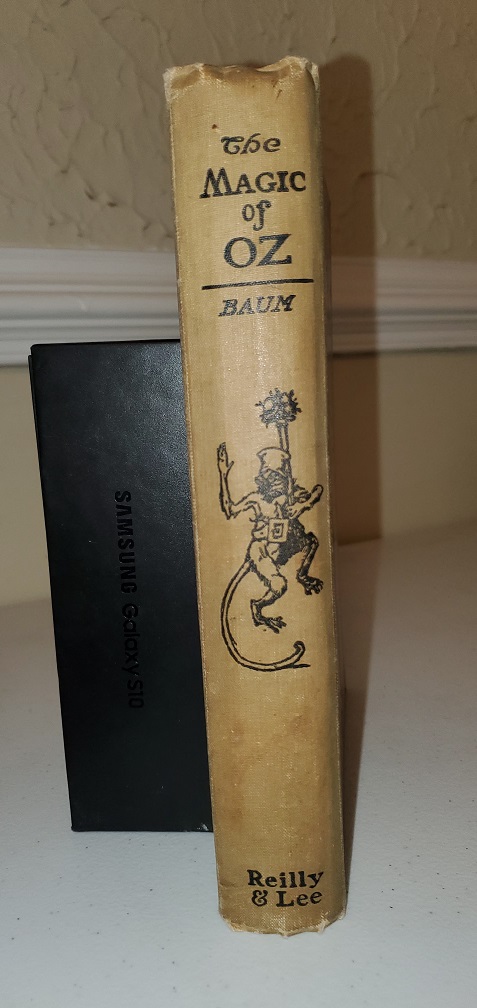 The
MAGIC
of
OZ
BAUM
SAMSUNG Galaxy S10
Reilly
& Lee